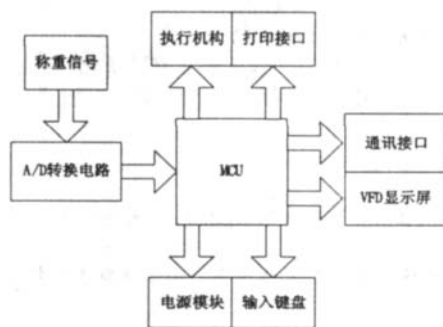 执行机构 打印接口
称重信号
A/D转换电路
MCU
通讯接口
VFD显示屏
电源模块 输入键盘